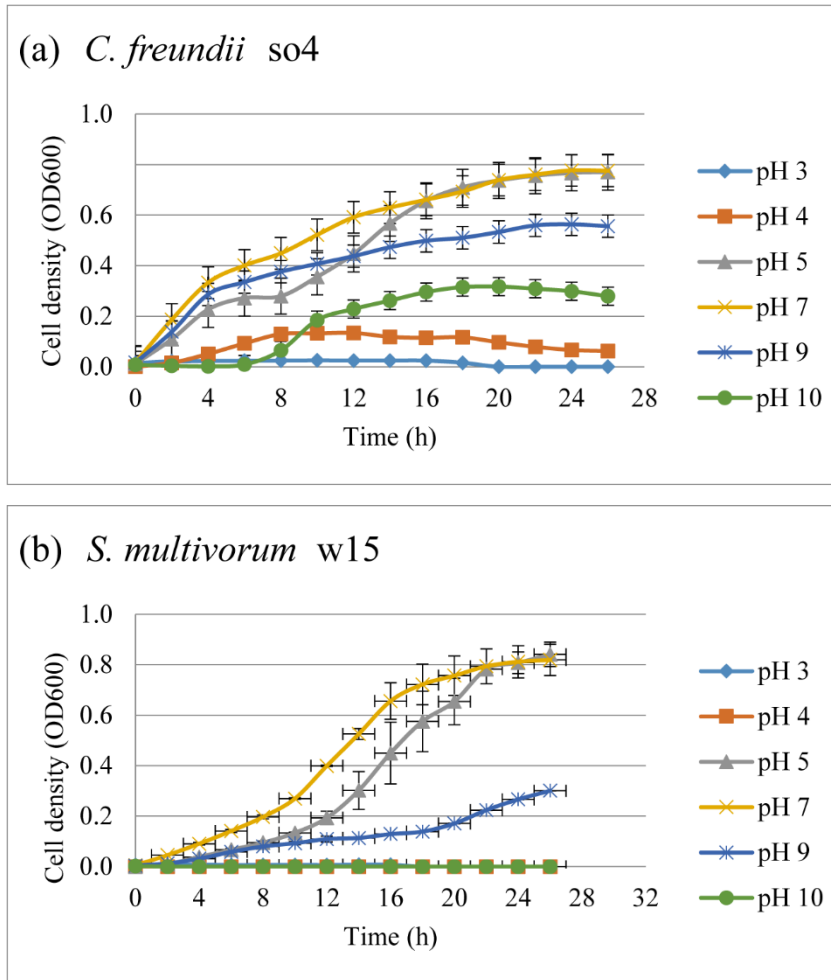 (a) C. freundii so4
Cell density (OD600)
1.0
0.6
0.4
0.2
0.0
0 4 8 12 16 20 24 28
Time (h)
pH 3
pH 4
pH 5
pH 7
pH 9
pH 10
(b) S. multivorum w15
Cell density (OD600)
1.0
0.8
0.6
0.4
0.2
0.0
0 4 8 12 16 20 24 28 32
Time (h)
pH 3
pH 4
pH 5
pH 7
pH 9
pH 10